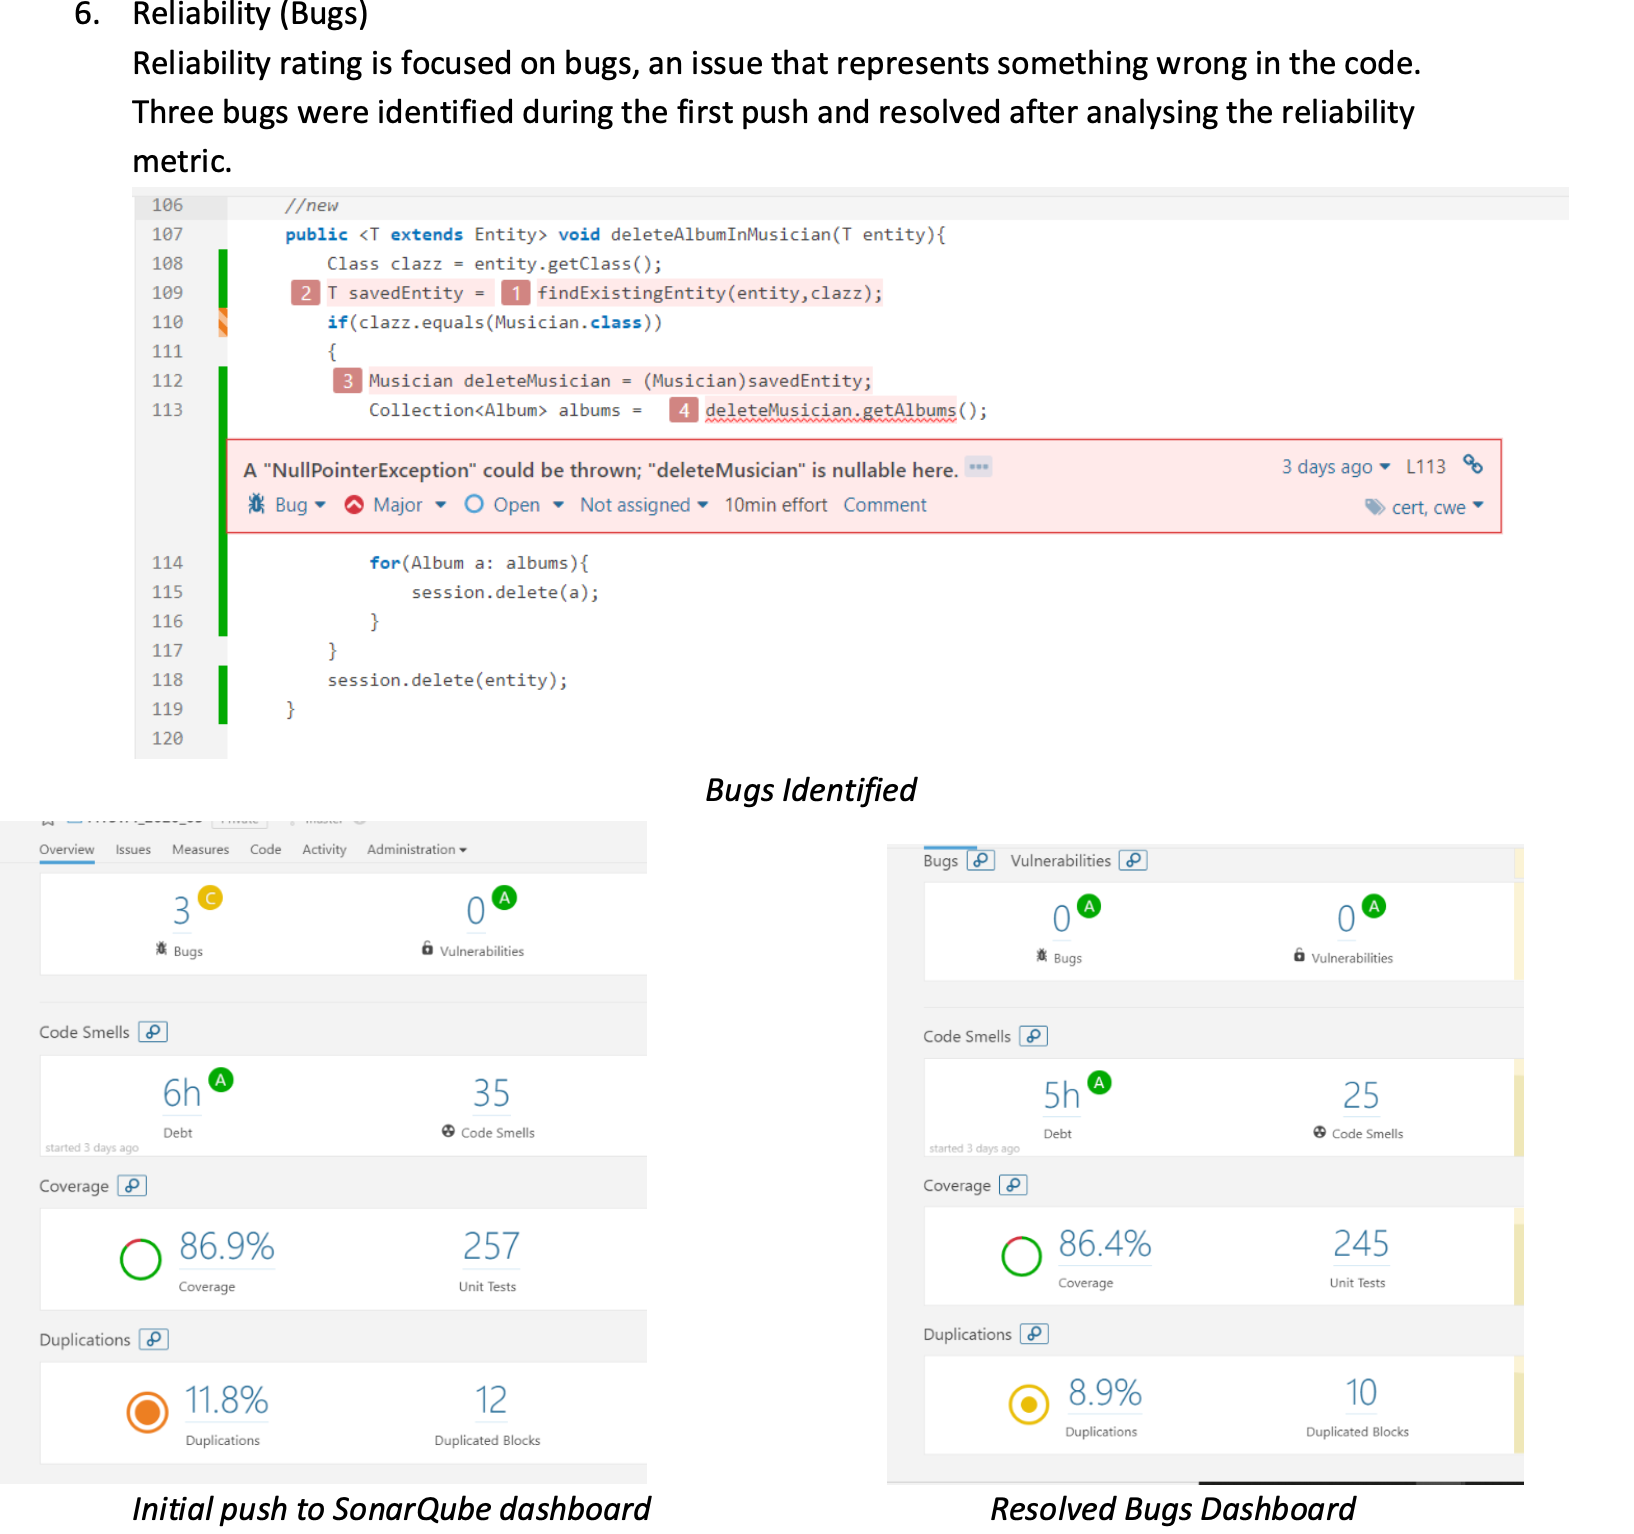 6. Reliability (Bugs)
Reliability rating is focused on bugs, an issue that represents something wrong in the code.
Three bugs were identified during the first push and resolved after analysing the reliability
metric.
106 //new
107 public <T extends Entity> void deleteAlbumInMusician(T entity){
108 Class clazz = entity.getClass();
109 2 T savedEntity = 1 findExistingEntity(entity,clazz);
110 if(clazz.equals(Musician.class))
111 {
112 3 Musician deleteMusician = (Musician)savedEntity;
113 Collection<Album> albums = 4 deleteMusician.getAlbums();
A "NullPointerException" could be thrown; "deleteMusician" is nullable here. ••• 3 days ago L113
Bug Major Open Not assigned 10min effort Comment cert, cwe
114 for(Album a: albums){
115 session.delete(a);
116 }
117 }
118 session.delete(entity);
119 }
120
Bugs Identified
Overview Issues Measures Code Activity Administration
3 C 0 A
Bugs Vulnerabilities
Code Smells
6h A 35
Debt Code Smells
started 3 days ago
Coverage
86.9% 257
Coverage Unit Tests
Duplications
11.8% 12
Duplications Duplicated Blocks
Initial push to SonarQube dashboard
Bugs Vulnerabilities
0 A 0 A
Bugs Vulnerabilities
Code Smells
5h A 25
Debt Code Smells
started 3 days ago
Coverage
86.4% 245
Coverage Unit Tests
Duplications
8.9% 10
Duplications Duplicated Blocks
Resolved Bugs Dashboard